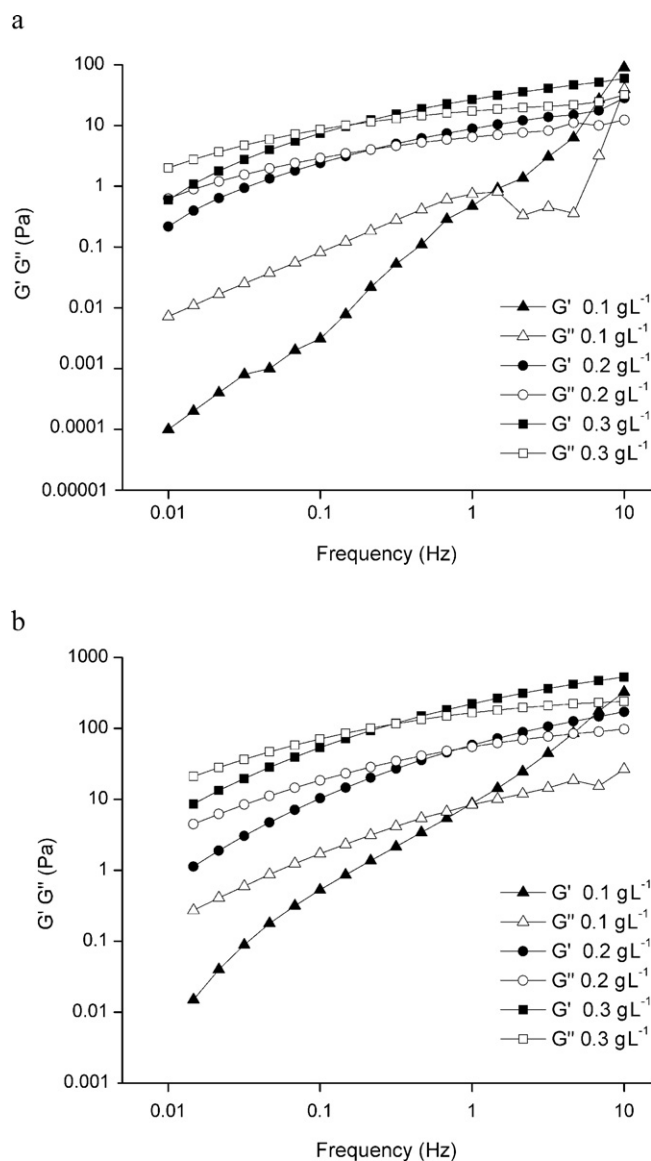 a
100
10
1
0.1
0.01
0.001
0.0001
0.00001
G' G" (Pa)
G' 0.1 gL⁻¹
G" 0.1 gL⁻¹
G' 0.2 gL⁻¹
G" 0.2 gL⁻¹
G' 0.3 gL⁻¹
G" 0.3 gL⁻¹
0.01 0.1 1 10
Frequency (Hz)
b
1000
100
10
1
0.1
0.01
0.001
G' G" (Pa)
G' 0.1 gL⁻¹
G" 0.1 gL⁻¹
G' 0.2 gL⁻¹
G" 0.2 gL⁻¹
G' 0.3 gL⁻¹
G" 0.3 gL⁻¹
0.01 0.1 1 10
Frequency (Hz)